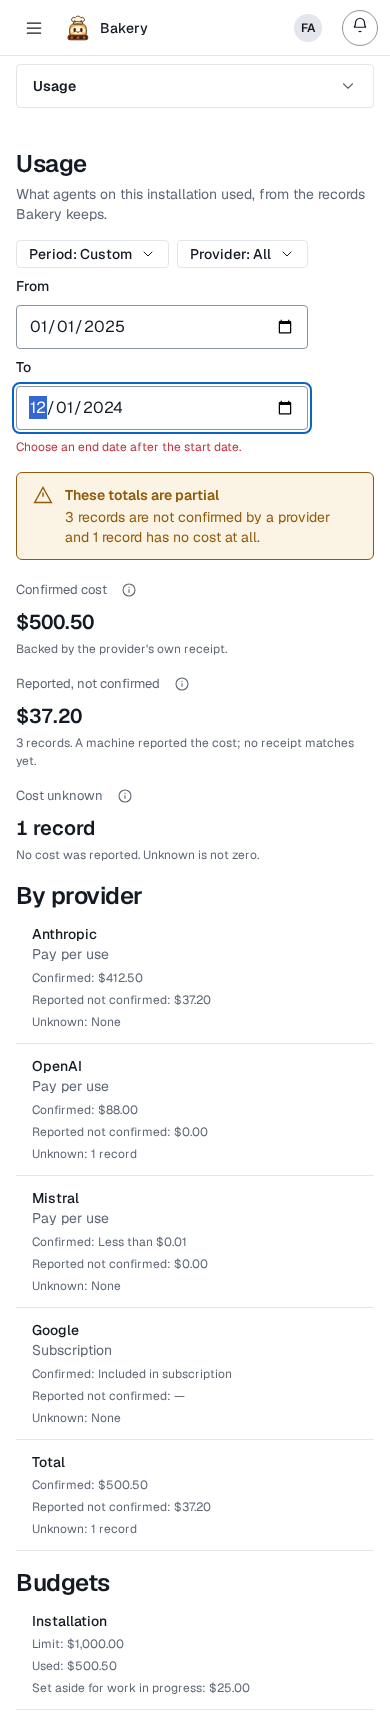 Bakery
FA
Usage
Usage
What agents on this installation used, from the records
Bakery keeps.
Period: Custom
Provider: All
From
01/01/2025
To
12/01/2024
Choose an end date after the start date.
These totals are partial
3 records are not confirmed by a provider
and 1 record has no cost at all.
Confirmed cost
$500.50
Backed by the provider's own receipt.
Reported, not confirmed
$37.20
3 records. A machine reported the cost; no receipt matches
yet.
Cost unknown
1 record
No cost was reported. Unknown is not zero.
By provider
Anthropic
Pay per use
Confirmed: $412.50
Reported not confirmed: $37.20
Unknown: None
OpenAI
Pay per use
Confirmed: $88.00
Reported not confirmed: $0.00
Unknown: 1 record
Mistral
Pay per use
Confirmed: Less than $0.01
Reported not confirmed: $0.00
Unknown: None
Google
Subscription
Confirmed: Included in subscription
Reported not confirmed: —
Unknown: None
Total
Confirmed: $500.50
Reported not confirmed: $37.20
Unknown: 1 record
Budgets
Installation
Limit: $1,000.00
Used: $500.50
Set aside for work in progress: $25.00